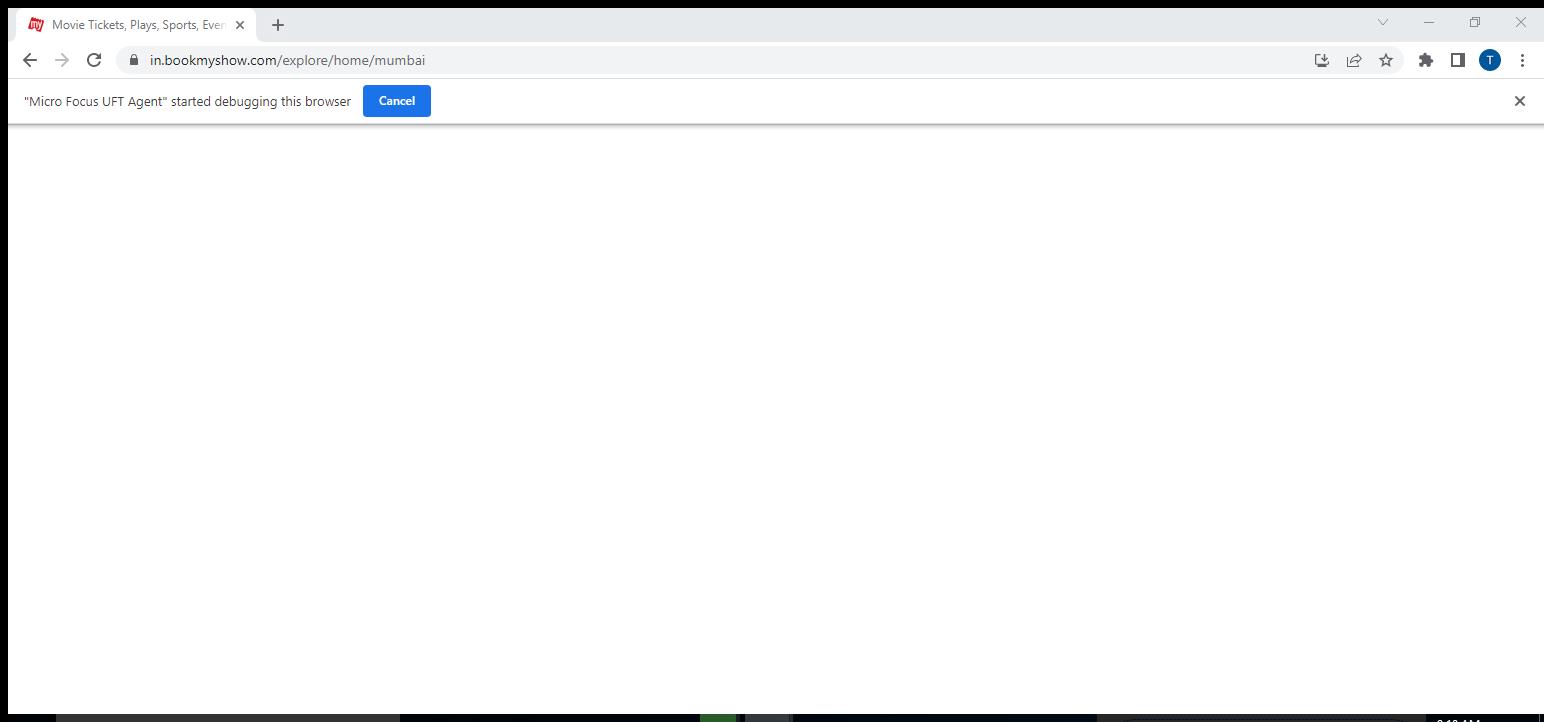 my Movie Tickets, Plays, Sports, Even
in.bookmyshow.com/explore/home/mumbai
T
"Micro Focus UFT Agent" started debugging this browser Cancel